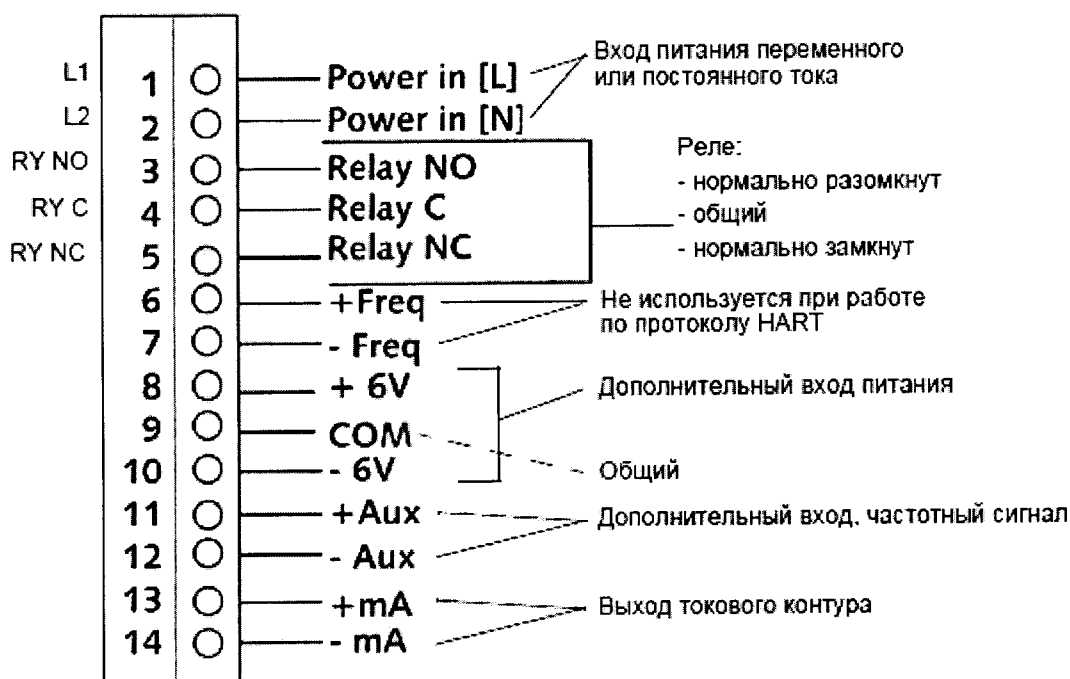 L1 1 Power in [L]
L2 2 Power in [N]
Вход питания переменного
или постоянного тока
RY NO 3 Relay NO
RY C 4 Relay C
RY NC 5 Relay NC
Реле:
- нормально разомкнут
- общий
- нормально замкнут
6 +Freq
7 - Freq
Не используется при работе
по протоколу HART
8 + 6V
9 COM
10 - 6V
Дополнительный вход питания
Общий
11 +Aux
12 - Aux
Дополнительный вход, частотный сигнал
13 +mA
14 - mA
Выход токового контура